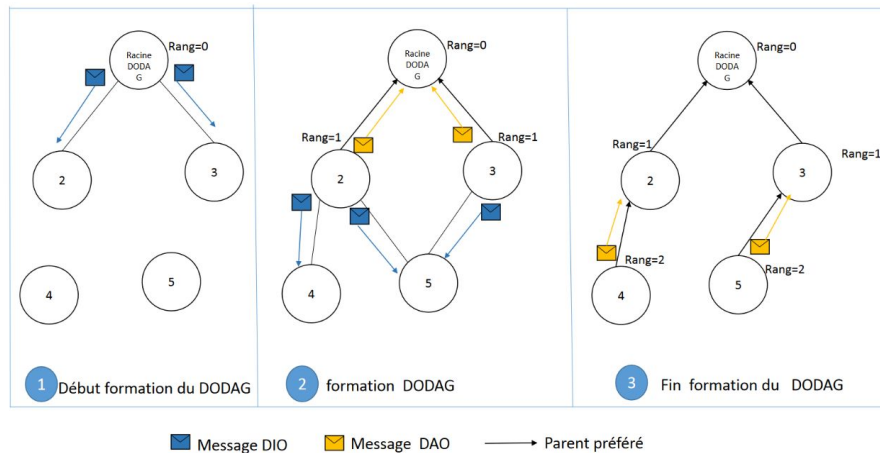 Racine
DODA
G
Rang=0
2
3
4
5
1 Début formation du DODAG
Racine
DODA
G
Rang=0
Rang=1
Rang=1
2
3
4
5
2 formation DODAG
Racine
DODA
G
Rang=0
Rang=1
Rang=1
2
3
Rang=2
Rang=2
4
5
3 Fin formation du DODAG
Message DIO
Message DAO
Parent préféré